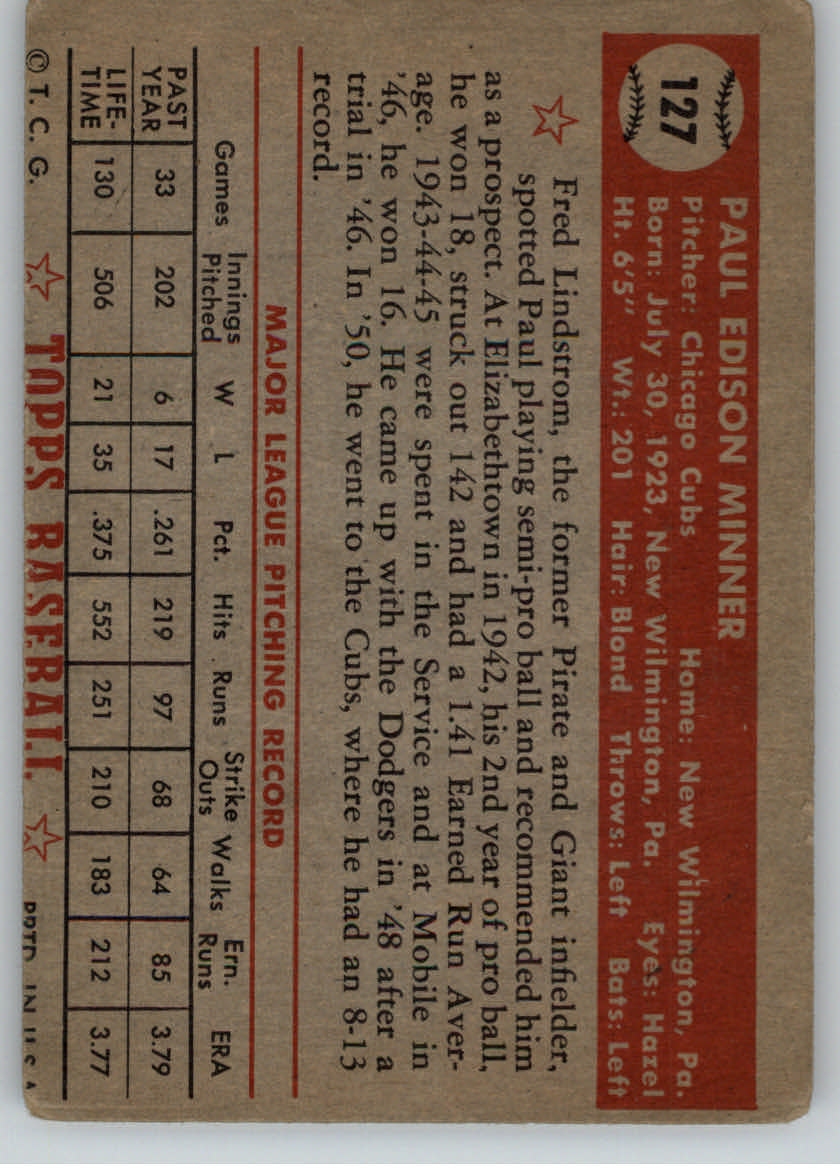 127
PAUL EDISON MINNER
Pitcher: Chicago Cubs Home: New Wilmington, Pa.
Born: July 30, 1923, New Wilmington, Pa. Eyes: Hazel
Ht. 6'5" Wt.: 201 Hair: Blond Throws: Left Bats: Left
Fred Lindstrom, the former Pirate and Giant infielder,
spotted Paul playing semi-pro ball and recommended him
as a prospect. At Elizabethtown in 1942, his 2nd year of pro ball,
he won 18, struck out 142 and had a 1.41 Earned Run Aver-
age. 1943-44-45 were spent in the Service and at Mobile in
'46, he won 16. He came up with the Dodgers in '48 after a
trial in '46. In '50, he went to the Cubs, where he had an 8-13
record.
MAJOR LEAGUE PITCHING RECORD
Games Innings Pitched W L Pct. Hits Runs Strike Outs Walks Ern. Runs ERA
PAST YEAR 33 202 6 17 .261 219 97 68 64 85 3.79
LIFE-TIME 130 506 21 35 .375 552 251 210 183 212 3.77
© T. C. G. TOPPS BASEBALL PRTD. IN U.S.A.